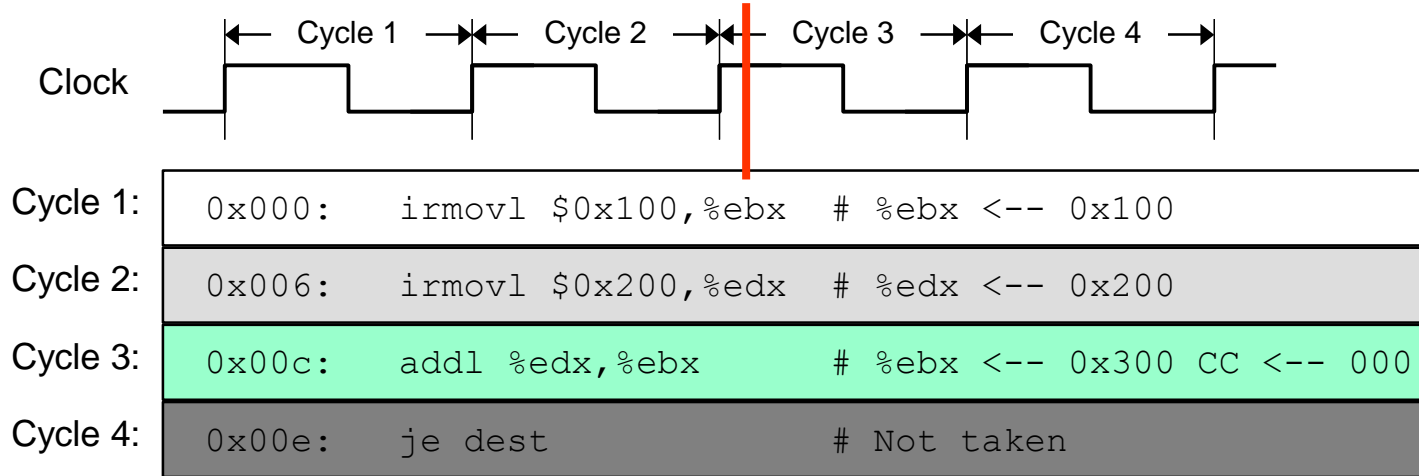 Cycle 1 Cycle 2 Cycle 3 Cycle 4
Clock
Cycle 1: 0x000: irmovl $0x100,%ebx # %ebx <-- 0x100
Cycle 2: 0x006: irmovl $0x200,%edx # %edx <-- 0x200
Cycle 3: 0x00c: addl %edx,%ebx # %ebx <-- 0x300 CC <-- 000
Cycle 4: 0x00e: je dest # Not taken